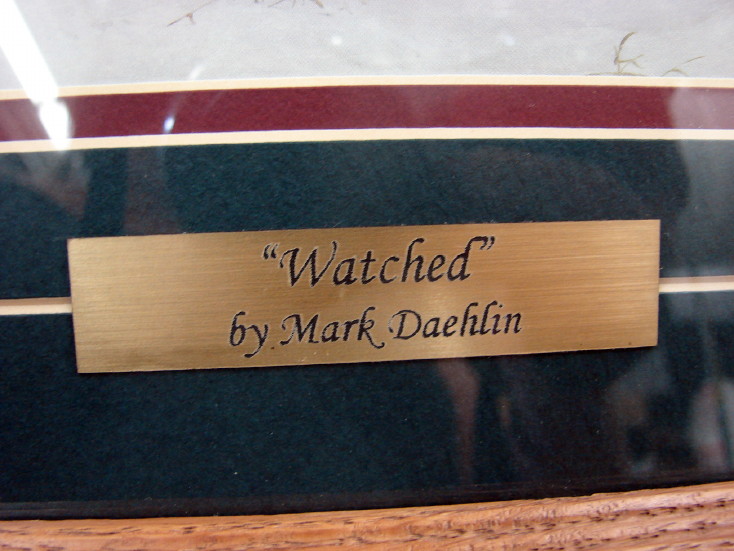 “Watched”
by Mark Daehlin